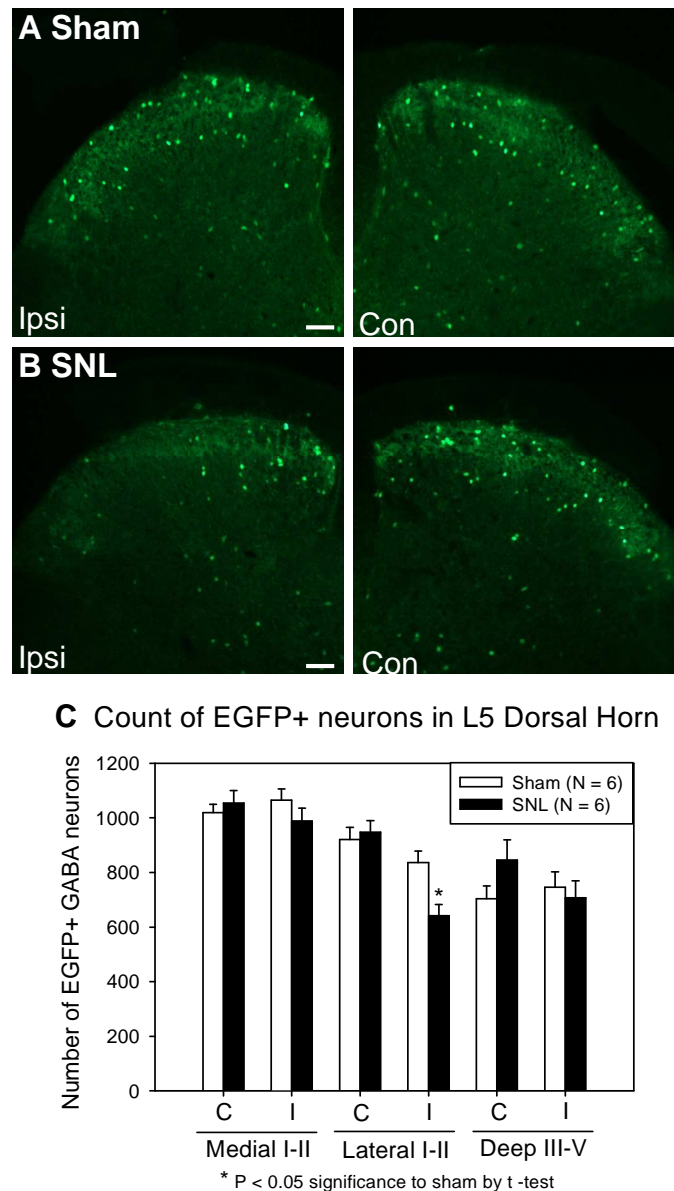 A Sham
Ipsi
Con
B SNL
Ipsi
Con
C Count of EGFP+ neurons in L5 Dorsal Horn
Number of EGFP+ GABA neurons
1200
1000
800
600
400
200
0
Sham (N = 6)
SNL (N = 6)
*
C I C I C I
Medial I-II Lateral I-II Deep III-V
* P < 0.05 significance to sham by t -test